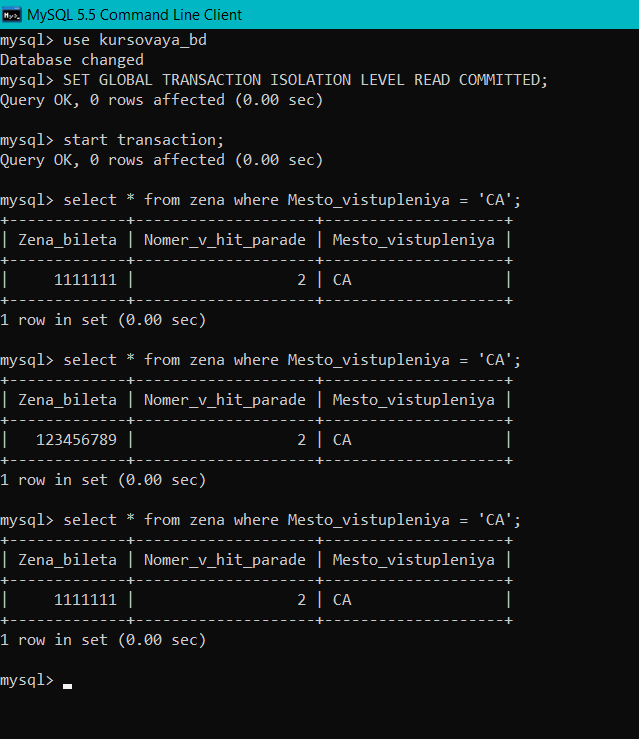 MySQL 5.5 Command Line Client
mysql> use kursovaya_bd
Database changed
mysql> SET GLOBAL TRANSACTION ISOLATION LEVEL READ COMMITTED;
Query OK, 0 rows affected (0.00 sec)

mysql> start transaction;
Query OK, 0 rows affected (0.00 sec)

mysql> select * from zena where Mesto_vistupleniya = 'CA';
+-------------+--------------------+--------------------+
| Zena_bileta | Nomer_v_hit_parade | Mesto_vistupleniya |
+-------------+--------------------+--------------------+
|     1111111 |                  2 | CA                 |
+-------------+--------------------+--------------------+
1 row in set (0.00 sec)

mysql> select * from zena where Mesto_vistupleniya = 'CA';
+-------------+--------------------+--------------------+
| Zena_bileta | Nomer_v_hit_parade | Mesto_vistupleniya |
+-------------+--------------------+--------------------+
|   123456789 |                  2 | CA                 |
+-------------+--------------------+--------------------+
1 row in set (0.00 sec)

mysql> select * from zena where Mesto_vistupleniya = 'CA';
+-------------+--------------------+--------------------+
| Zena_bileta | Nomer_v_hit_parade | Mesto_vistupleniya |
+-------------+--------------------+--------------------+
|     1111111 |                  2 | CA                 |
+-------------+--------------------+--------------------+
1 row in set (0.00 sec)

mysql>